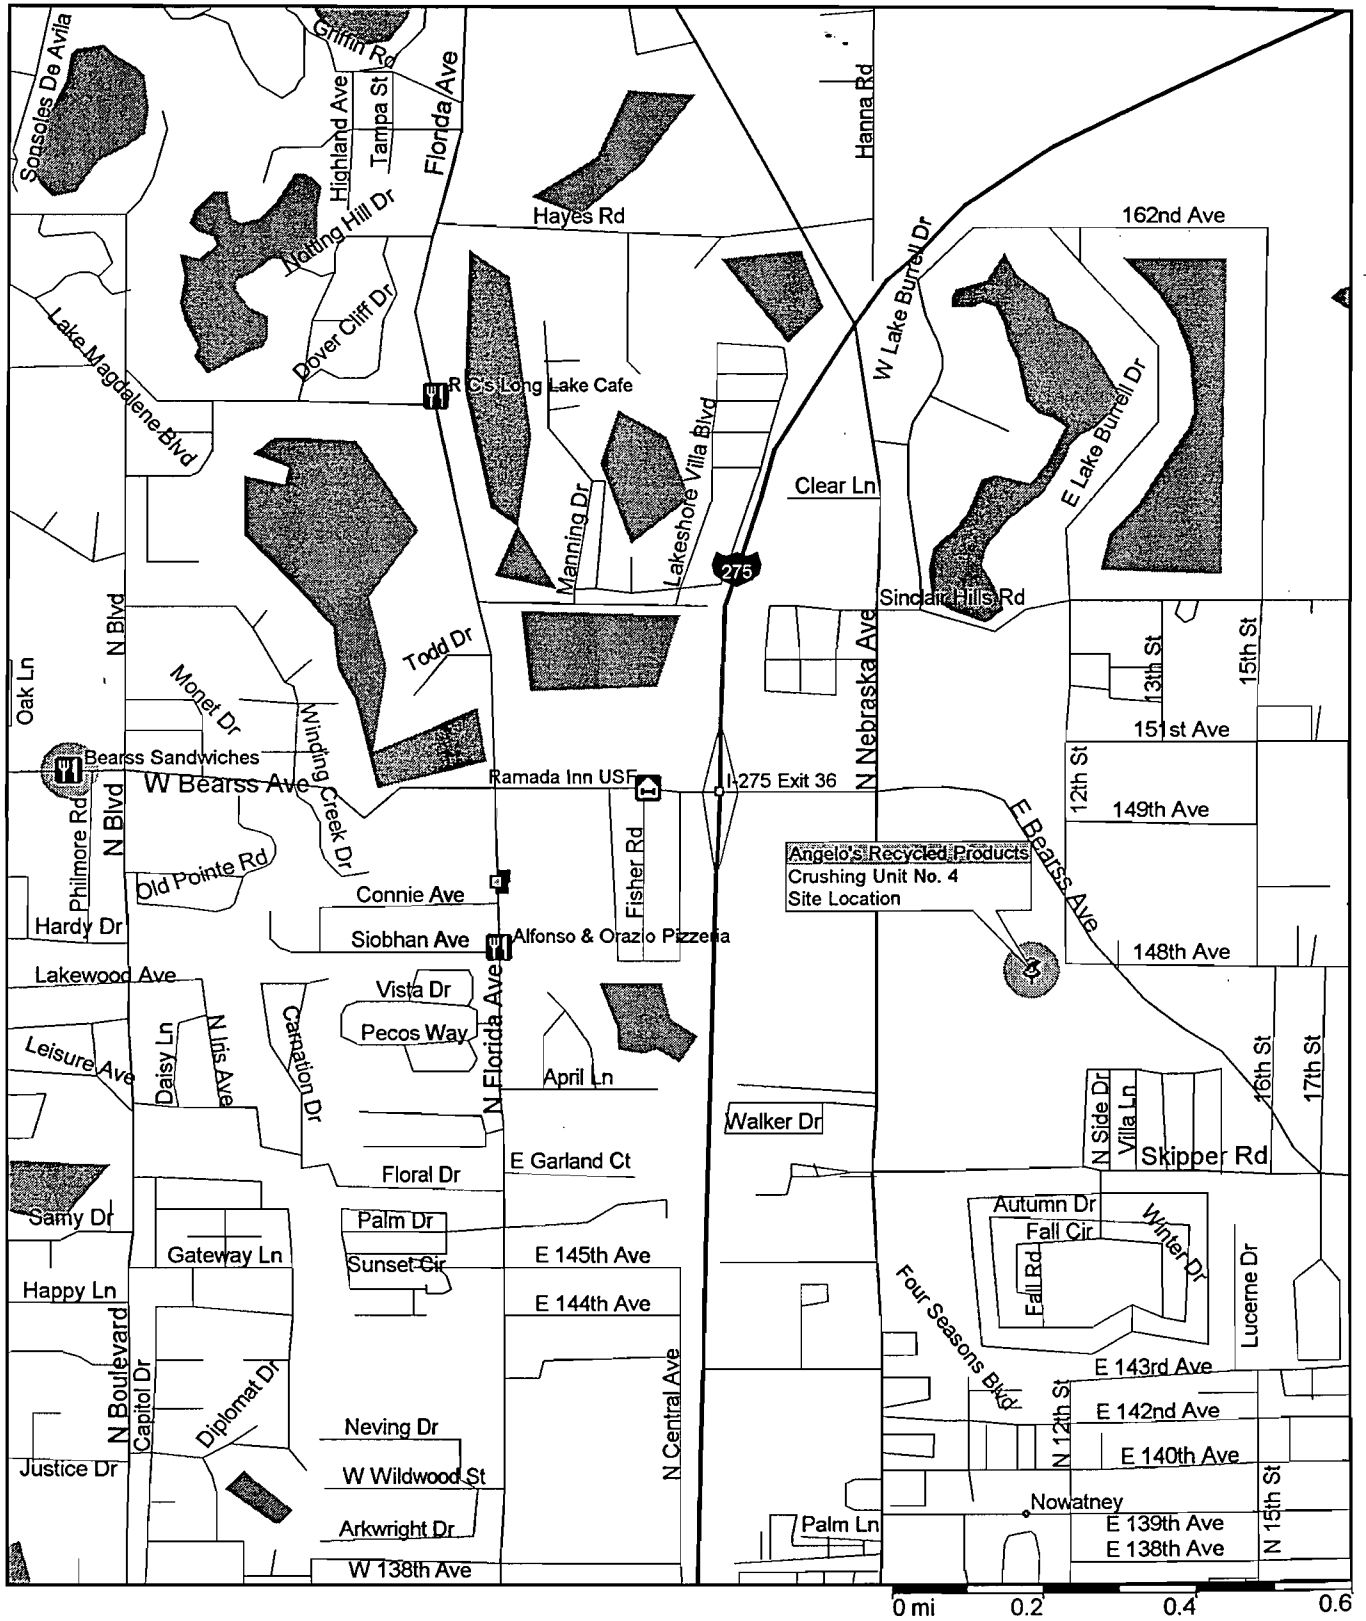 Griffin Rd
Sonsoles De Avila
Highland Ave
Tampa St
Florida Ave
Hanna Rd
Hayes Rd
162nd Ave
Notting Hill Dr
W Lake Burrell Dr
Lake Magdalene Blvd
Dover Cliff Dr
R C's Long Lake Cafe
Lakeshore Villa Blvd
E Lake Burrell Dr
Clear Ln
Manning Dr
275
Sinclair Hills Rd
N Blvd
Todd Dr
N Nebraska Ave
13th St
15th St
Oak Ln
Monet Dr
Winding Creek Dr
151st Ave
Bearss Sandwiches
W Bearss Ave
Ramada Inn USF
I-275 Exit 36
12th St
149th Ave
Philmore Rd
N Blvd
Old Pointe Rd
Fisher Rd
Angelo's Recycled Products
Crushing Unit No. 4
Site Location
E Bearss Ave
Connie Ave
Hardy Dr
Siobhan Ave
Alfonso & Orazio Pizzeria
148th Ave
Lakewood Ave
Vista Dr
N Florida Ave
Pecos Way
Leisure Ave
Daisy Ln
N Iris Ave
Carnation Dr
April Ln
16th St
17th St
N Side Dr
Villa Ln
Walker Dr
Skipper Rd
E Garland Ct
Floral Dr
Samy Dr
Palm Dr
Autumn Dr
Fall Cir
Winter Dr
Gateway Ln
Sunset Cir
E 145th Ave
Fall Rd
Lucerne Dr
Happy Ln
E 144th Ave
Four Seasons Blvd
N Boulevard
Capitol Dr
Diplomat Dr
N Central Ave
E 143rd Ave
N 12th St
E 142nd Ave
Neving Dr
E 140th Ave
Justice Dr
W Wildwood St
Nowatney
N 15th St
Arkwright Dr
Palm Ln
E 139th Ave
E 138th Ave
W 138th Ave
0 mi 0.2 0.4 0.6